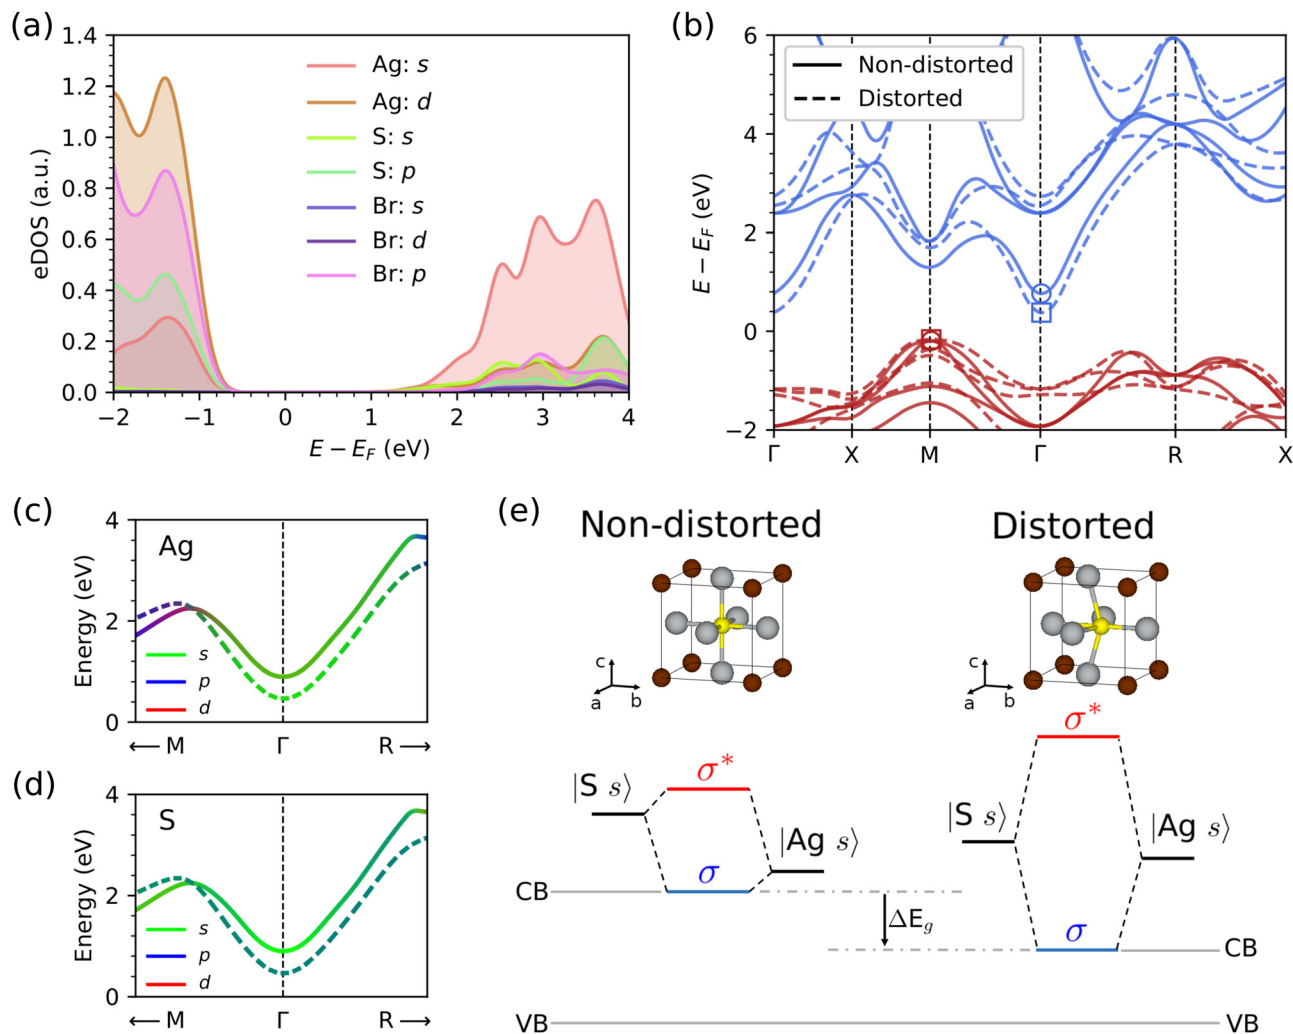 (a)
1.4
1.2
1.0
0.8
0.6
0.4
0.2
0.0
eDOS (a.u.)
Ag: s
Ag: d
S: s
S: p
Br: s
Br: d
Br: p
−2 −1 0 1 2 3 4
E − E_F (eV)
(b)
6
4
2
0
−2
E − E_F (eV)
Non-distorted
Distorted
Γ X M Γ R X
(c)
4
2
0
Energy (eV)
Ag
s
p
d
← M Γ R →
(d)
4
2
0
Energy (eV)
S
s
p
d
← M Γ R →
(e)
Non-distorted Distorted
c
a b
c
a b
σ*
|S s⟩
|Ag s⟩
σ
CB
ΔE_g
σ*
|S s⟩
|Ag s⟩
σ
CB
VB VB